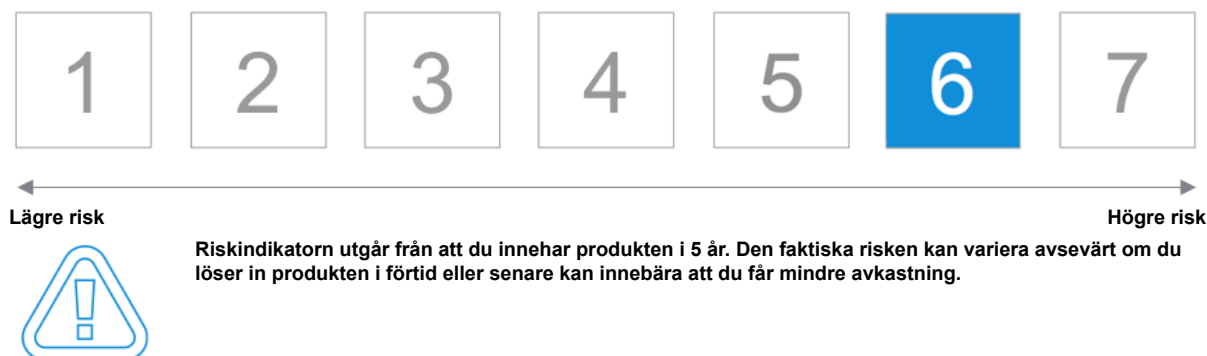 1 2 3 4 5 6 7
Lägre risk Högre risk
Riskindikatorn utgår från att du innehar produkten i 5 år. Den faktiska risken kan variera avsevärt om du
löser in produkten i förtid eller senare kan innebära att du får mindre avkastning.